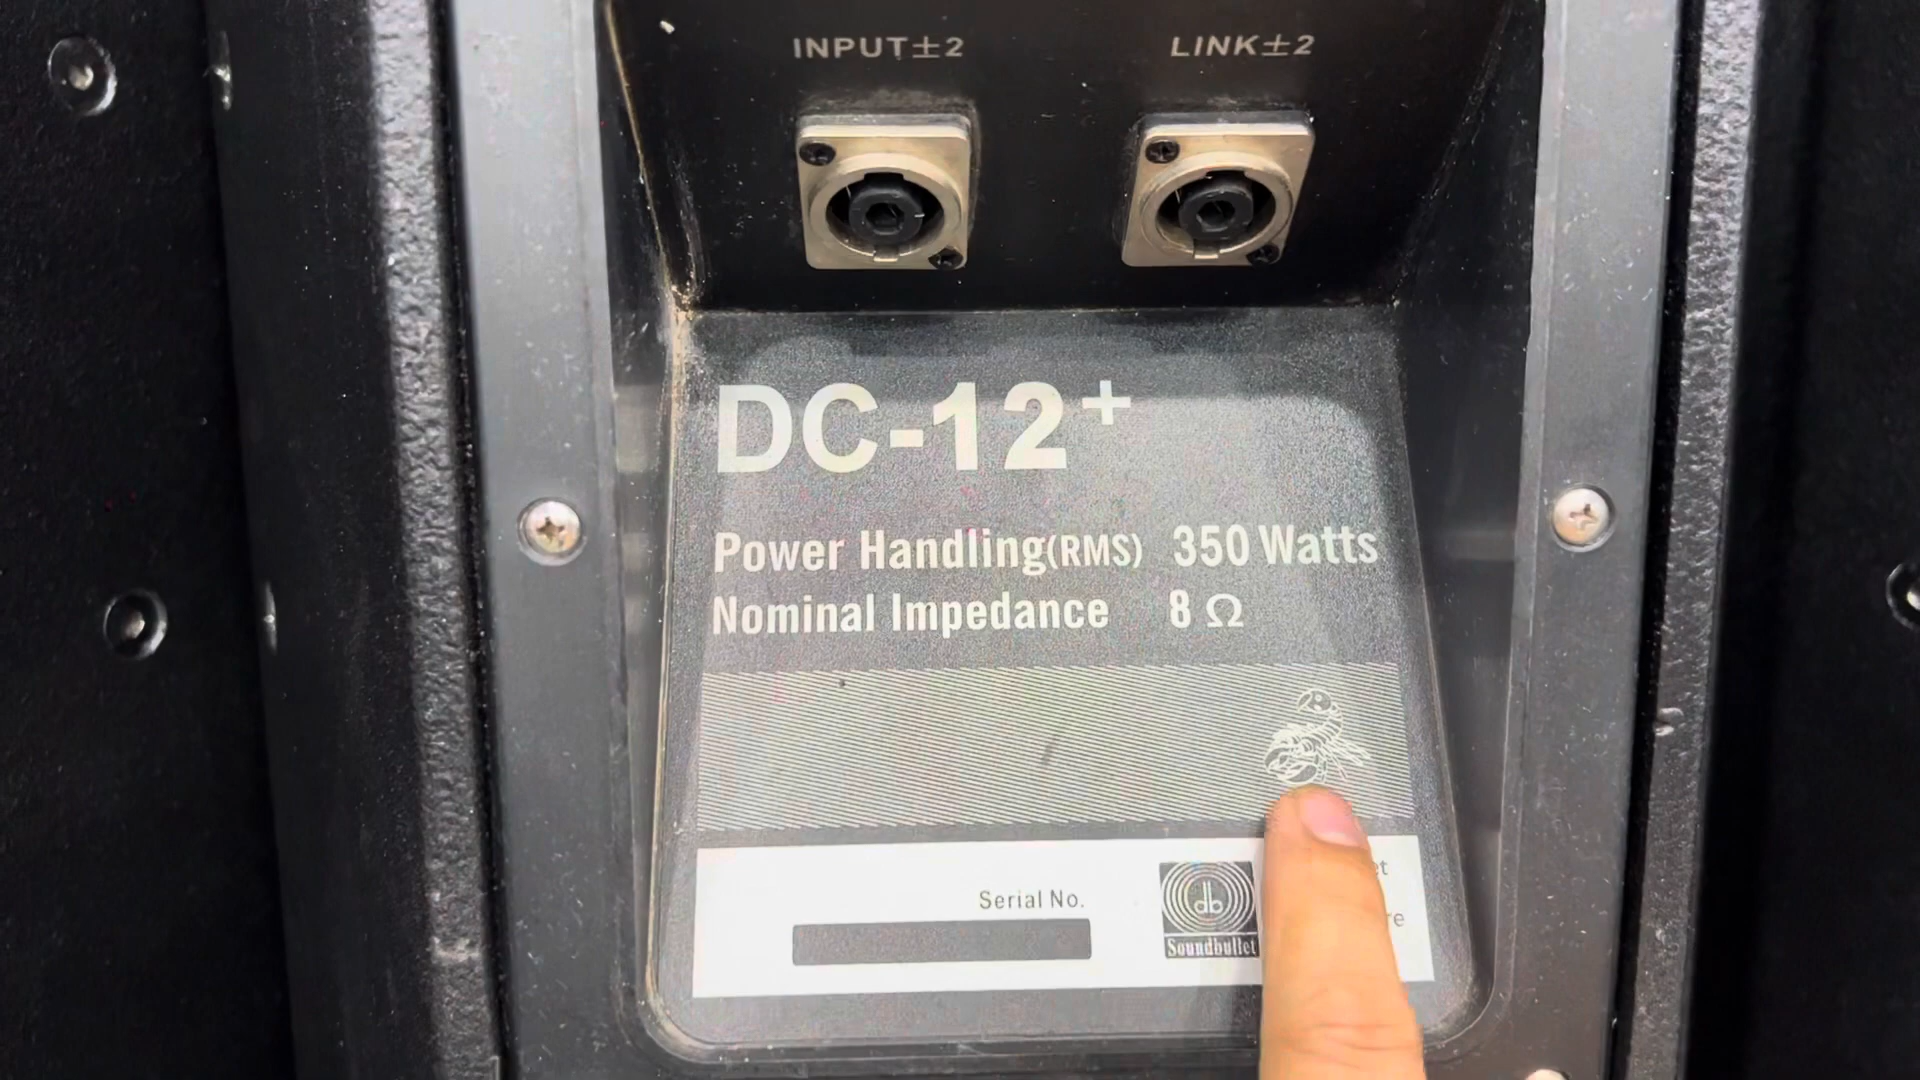 INPUT±2
LINK±2
DC-12⁺
Power Handling(RMS) 350 Watts
Nominal Impedance 8 Ω
Serial No.
db
Soundbullet